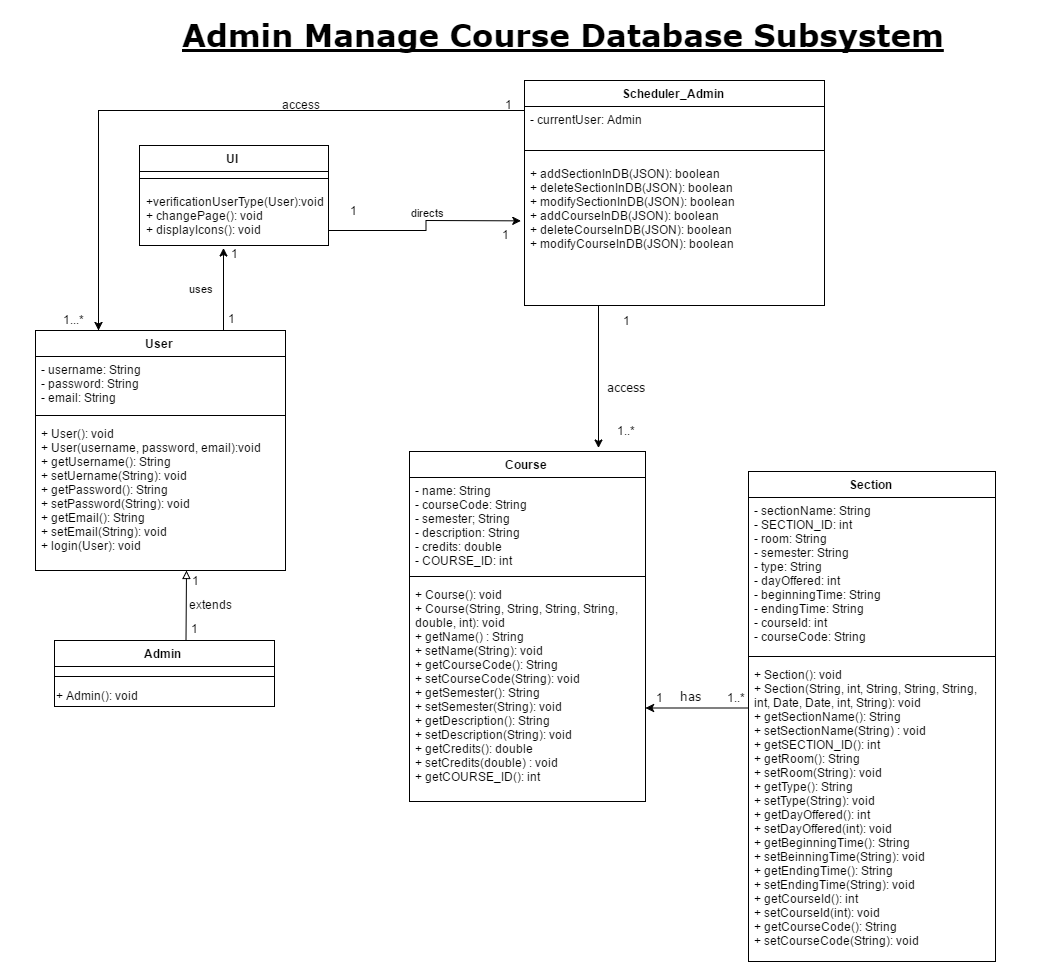 Admin Manage Course Database Subsystem
Scheduler_Admin
- currentUser: Admin
+ addSectionInDB(JSON): boolean
+ deleteSectionInDB(JSON): boolean
+ modifySectionInDB(JSON): boolean
+ addCourseInDB(JSON): boolean
+ deleteCourseInDB(JSON): boolean
+ modifyCourseInDB(JSON): boolean
access
1
1...*
UI
+verificationUserType(User):void
+ changePage(): void
+ displayIcons(): void
1
directs
1
1
uses
1
User
- username: String
- password: String
- email: String
+ User(): void
+ User(username, password, email):void
+ getUsername(): String
+ setUername(String): void
+ getPassword(): String
+ setPassword(String): void
+ getEmail(): String
+ setEmail(String): void
+ login(User): void
1
extends
1
Admin
+ Admin(): void
1
access
1..*
Course
- name: String
- courseCode: String
- semester; String
- description: String
- credits: double
- COURSE_ID: int
+ Course(): void
+ Course(String, String, String, String,
double, int): void
+ getName() : String
+ setName(String): void
+ getCourseCode(): String
+ setCourseCode(String): void
+ getSemester(): String
+ setSemester(String): void
+ getDescription(): String
+ setDescription(String): void
+ getCredits(): double
+ setCredits(double) : void
+ getCOURSE_ID(): int
1
has
1..*
Section
- sectionName: String
- SECTION_ID: int
- room: String
- semester: String
- type: String
- dayOffered: int
- beginningTime: String
- endingTime: String
- courseId: int
- courseCode: String
+ Section(): void
+ Section(String, int, String, String, String,
int, Date, Date, int, String): void
+ getSectionName(): String
+ setSectionName(String) : void
+ getSECTION_ID(): int
+ getRoom(): String
+ setRoom(String): void
+ getType(): String
+ setType(String): void
+ getDayOffered(): int
+ setDayOffered(int): void
+ getBeginningTime(): String
+ setBeinningTime(String): void
+ getEndingTime(): String
+ setEndingTime(String): void
+ getCourseId(): int
+ setCourseId(int): void
+ getCourseCode(): String
+ setCourseCode(String): void